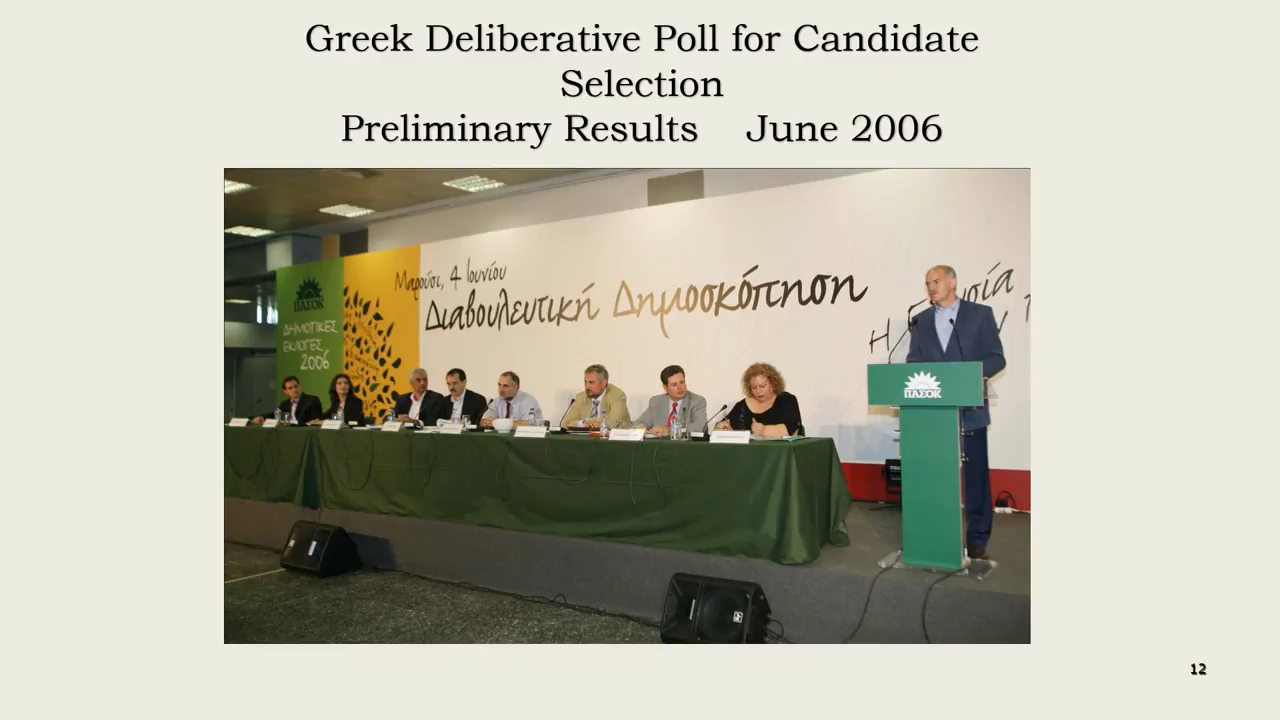 Greek Deliberative Poll for Candidate
Selection
Preliminary Results June 2006
Μαρούσι, 4 Ιουνίου
Διαβουλευτική Δημοσκόπηση
ΠΑΣΟΚ
ΔΗΜΟΤΙΚΕΣ
ΕΚΛΟΓΕΣ
2006
Η
ΠΑΣΟΚ
12